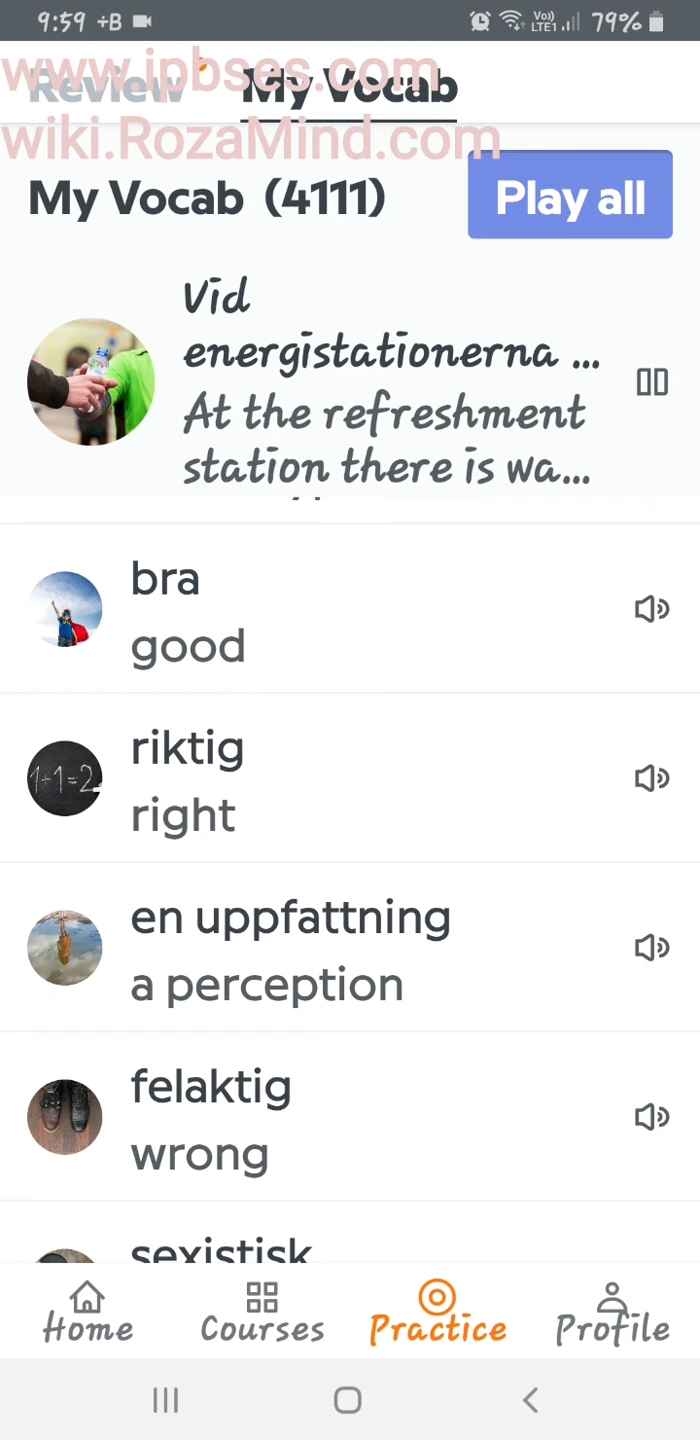 9:59 +B Vo) LTE1 79%
www.ipbses.com
Review My Vocab
wiki.RozaMind.com
My Vocab (4111) Play all
Vid
energistationerna ...
At the refreshment
station there is wa...
bra
good
1+1=2
riktig
right
en uppfattning
a perception
felaktig
wrong
sexistisk
Home Courses Practice Profile